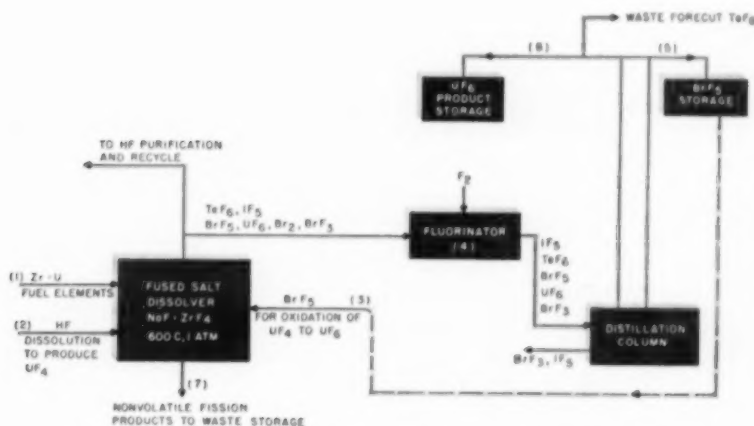 WASTE FORECUT TeF6
(8)
(5)
UF6
PRODUCT
STORAGE
BrF5
STORAGE
TO HF PURIFICATION
AND RECYCLE
F2
TeF6, IF5
BrF5, UF6, Br2, BrF3
FLUORINATOR
(4)
IF5
TeF6
BrF5
UF6
BrF3
(1) Zr-U
FUEL ELEMENTS
FUSED SALT
DISSOLVER
NaF-ZrF4
600 C, 1 ATM
BrF5 (3)
FOR OXIDATION OF
UF4 TO UF6
(2) HF
DISSOLUTION
TO PRODUCE
UF4
DISTILLATION
COLUMN
BrF3, IF5
(7)
NONVOLATILE FISSION
PRODUCTS TO WASTE STORAGE